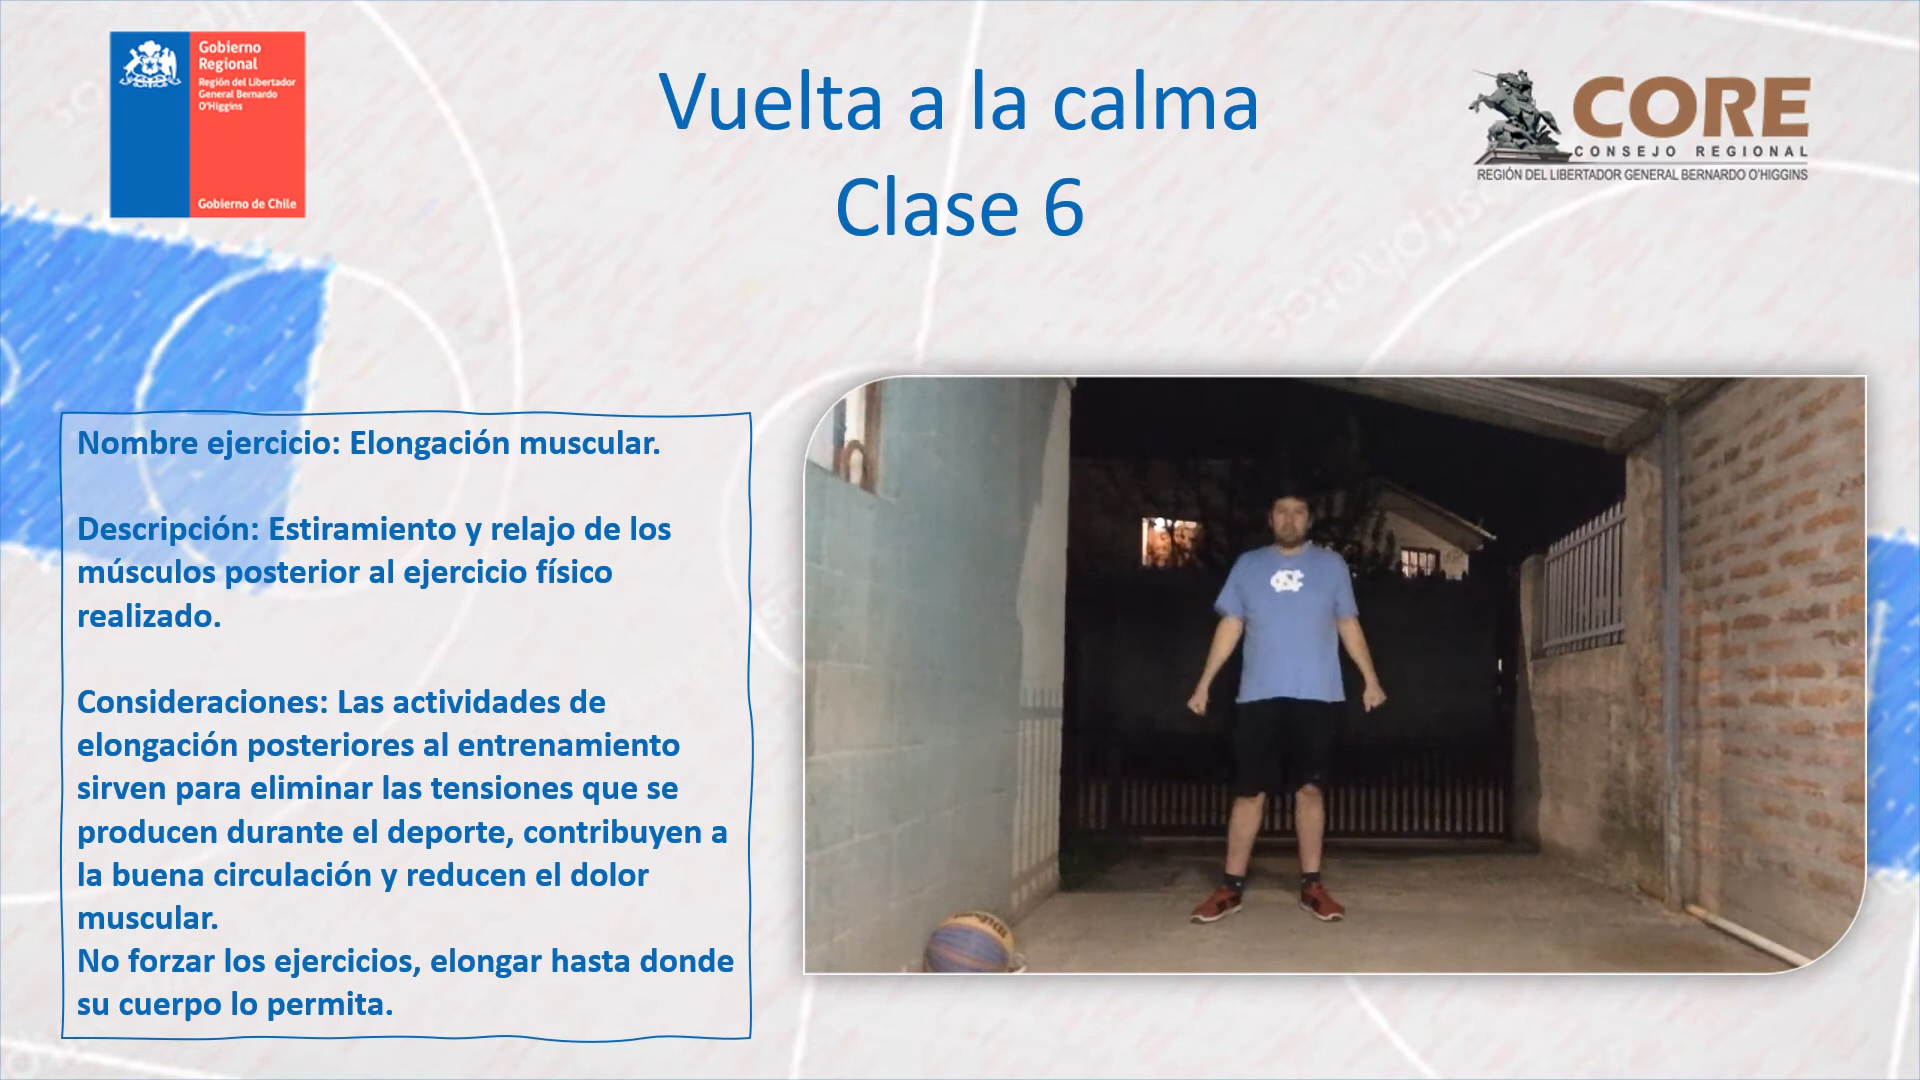 Gobierno
Regional
Región del Libertador
General Bernardo
O'Higgins
Gobierno de Chile
Vuelta a la calma
Clase 6
CORE
CONSEJO REGIONAL
REGIÓN DEL LIBERTADOR GENERAL BERNARDO O'HIGGINS
Nombre ejercicio: Elongación muscular.
Descripción: Estiramiento y relajo de los
músculos posterior al ejercicio físico
realizado.
Consideraciones: Las actividades de
elongación posteriores al entrenamiento
sirven para eliminar las tensiones que se
producen durante el deporte, contribuyen a
la buena circulación y reducen el dolor
muscular.
No forzar los ejercicios, elongar hasta donde
su cuerpo lo permita.
NC